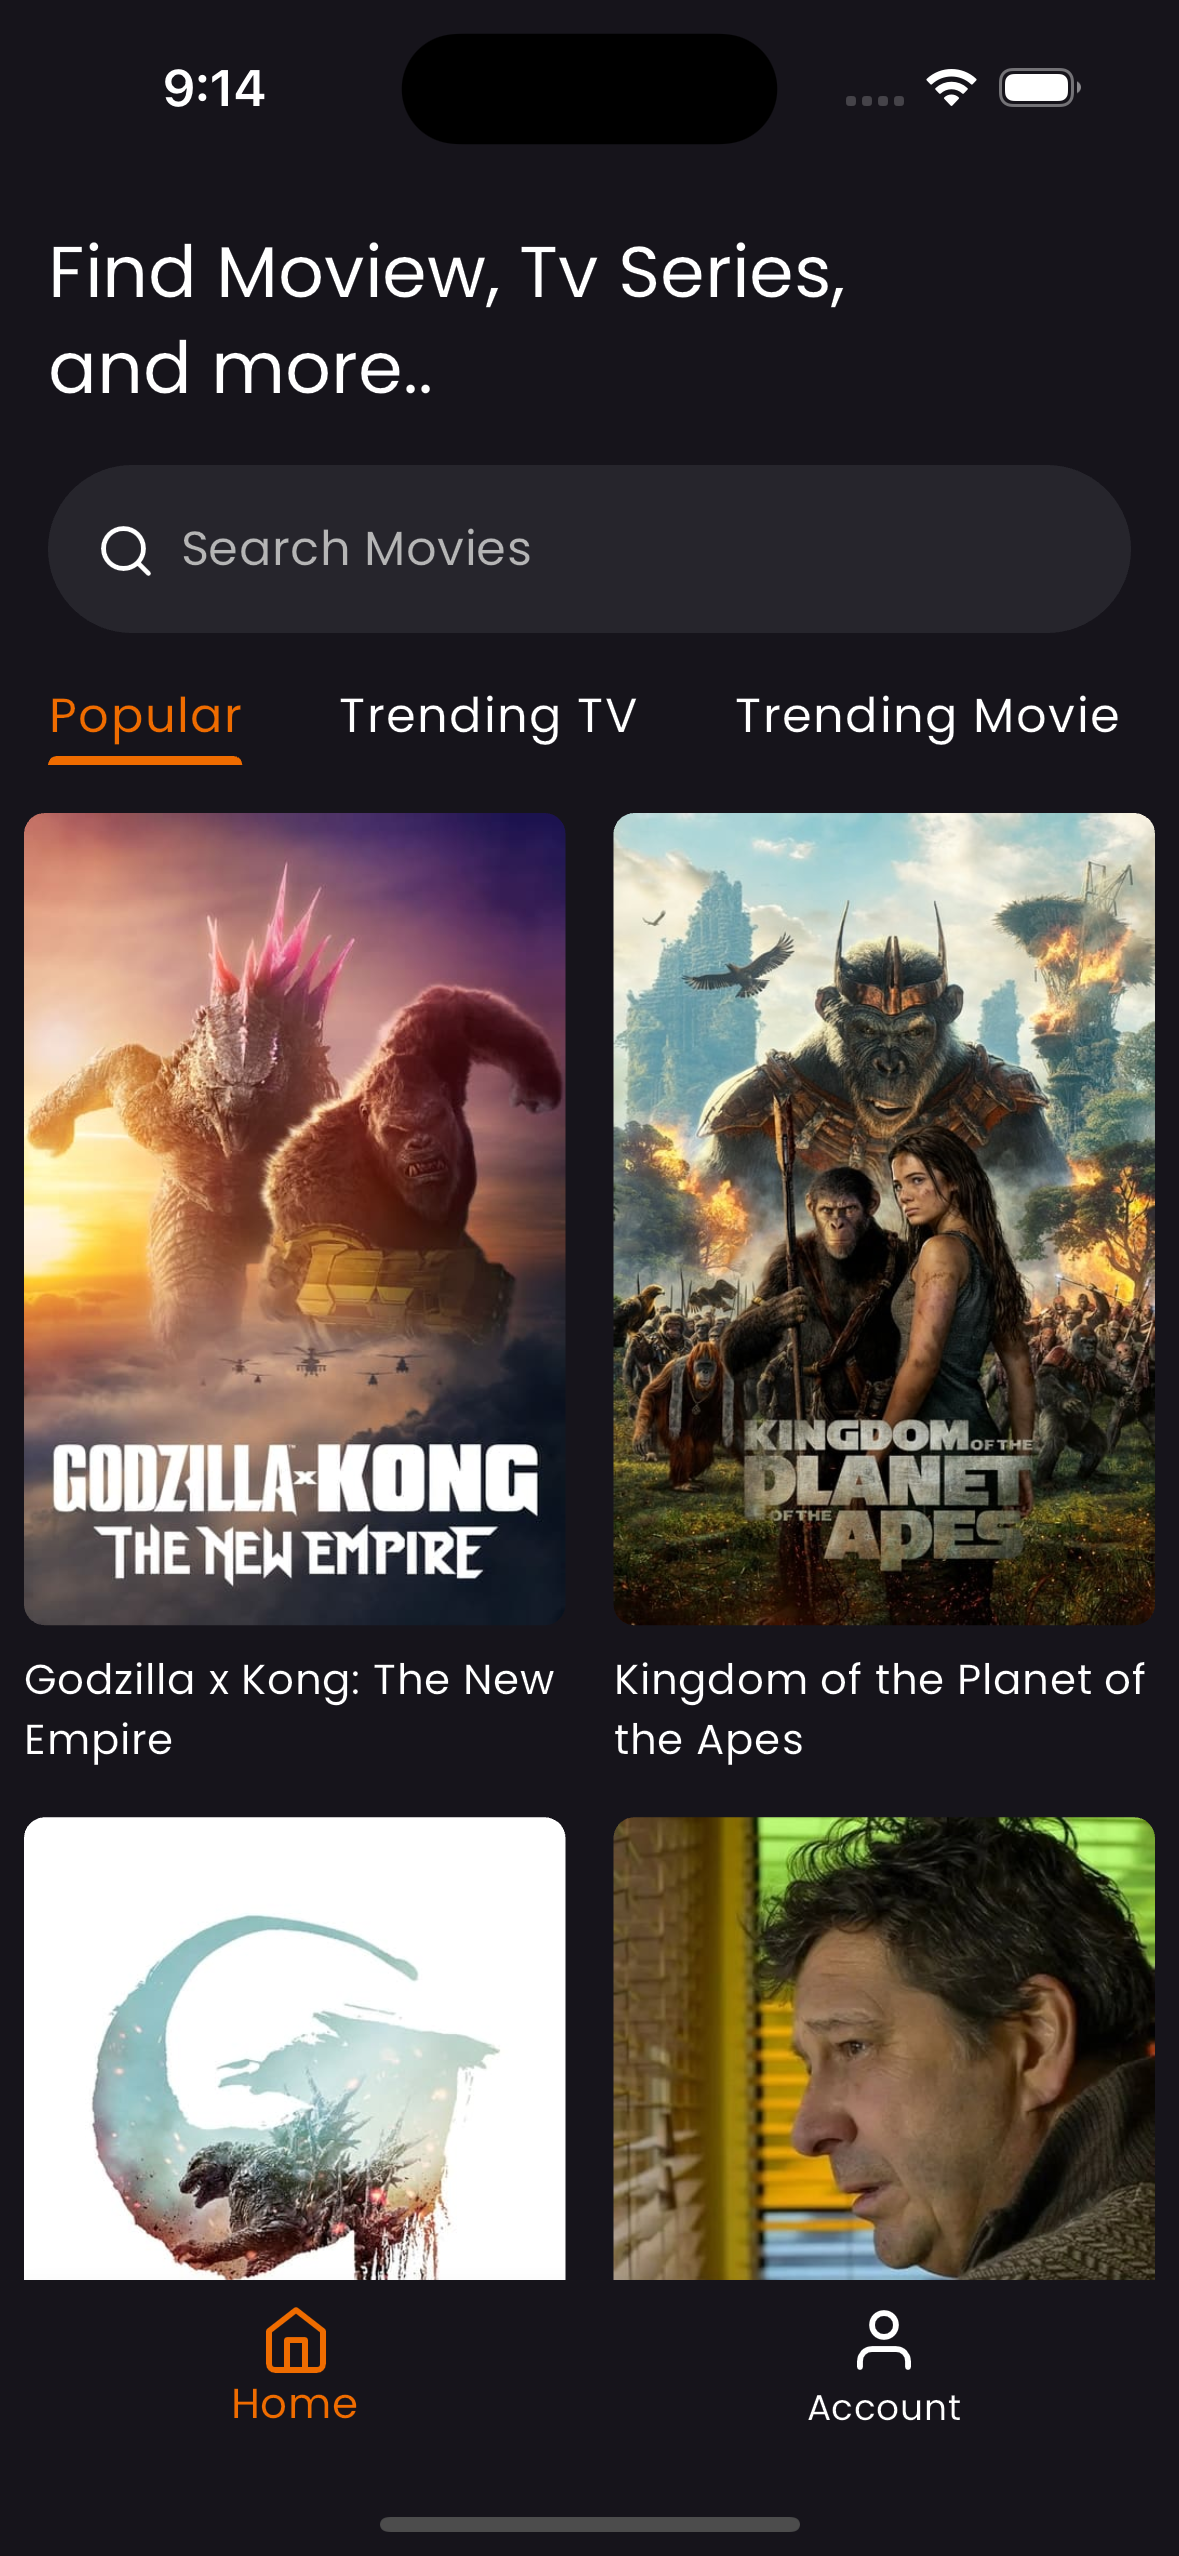 9:14
Find Moview, Tv Series,
and more..
Search Movies
Popular
Trending TV
Trending Movie
GODZILLA x KONG
THE NEW EMPIRE
KINGDOM OF THE
PLANET
OF THE APES
Godzilla x Kong: The New
Empire
Kingdom of the Planet of
the Apes
Home
Account